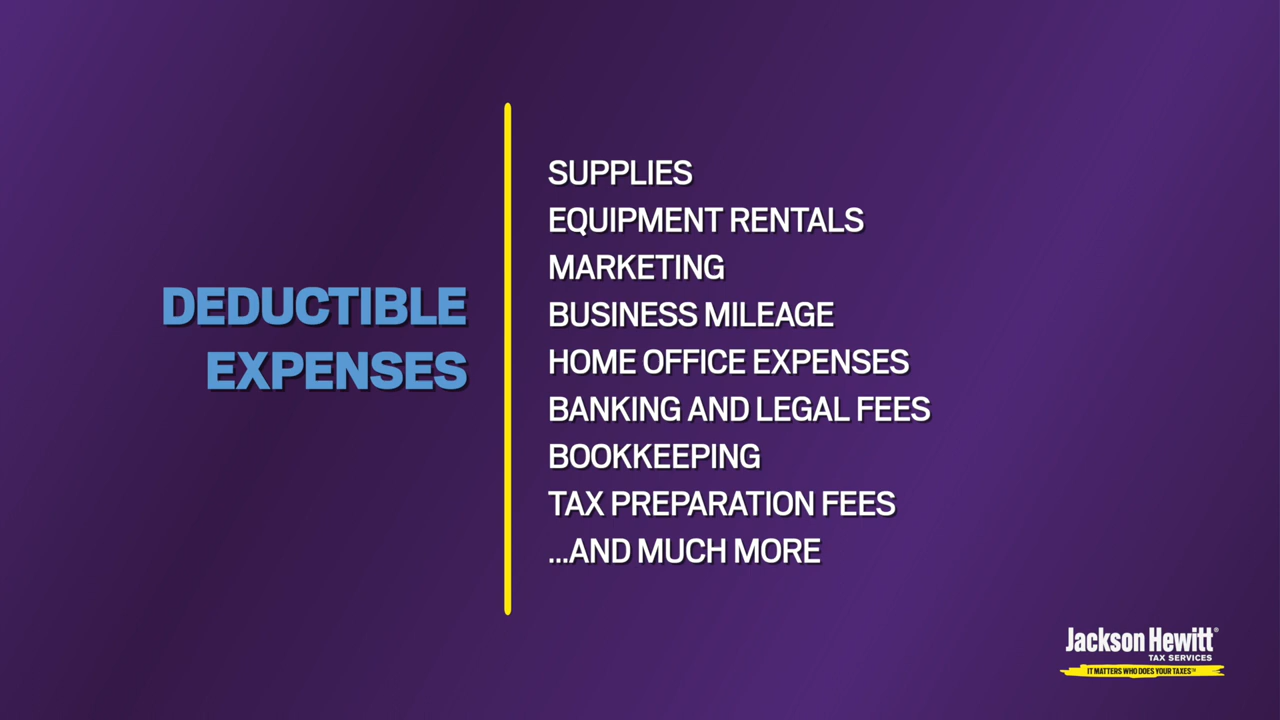 DEDUCTIBLE
EXPENSES
SUPPLIES
EQUIPMENT RENTALS
MARKETING
BUSINESS MILEAGE
HOME OFFICE EXPENSES
BANKING AND LEGAL FEES
BOOKKEEPING
TAX PREPARATION FEES
...AND MUCH MORE
Jackson Hewitt®
TAX SERVICES
IT MATTERS WHO DOES YOUR TAXES™